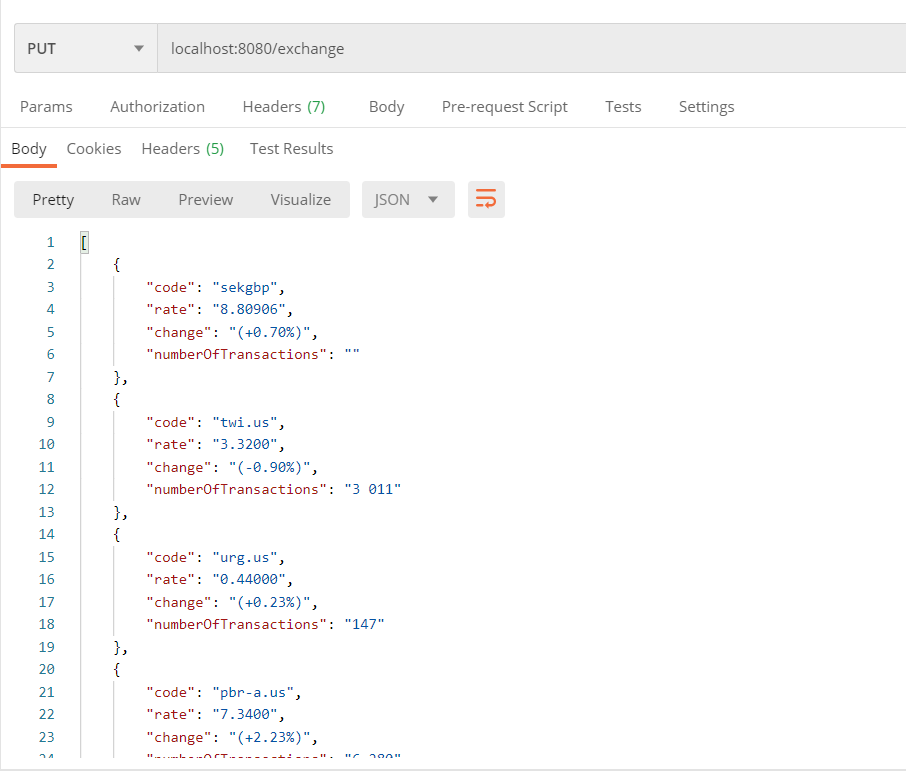 PUT localhost:8080/exchange
Params Authorization Headers (7) Body Pre-request Script Tests Settings
Body Cookies Headers (5) Test Results
Pretty Raw Preview Visualize JSON
1 [
2 {
3 "code": "sekgbp",
4 "rate": "8.80906",
5 "change": "(+0.70%)",
6 "numberOfTransactions": ""
7 },
8 {
9 "code": "twi.us",
10 "rate": "3.3200",
11 "change": "(-0.90%)",
12 "numberOfTransactions": "3 011"
13 },
14 {
15 "code": "urg.us",
16 "rate": "0.44000",
17 "change": "(+0.23%)",
18 "numberOfTransactions": "147"
19 },
20 {
21 "code": "pbr-a.us",
22 "rate": "7.3400",
23 "change": "(+2.23%)",
24 "numberOfTransactions":